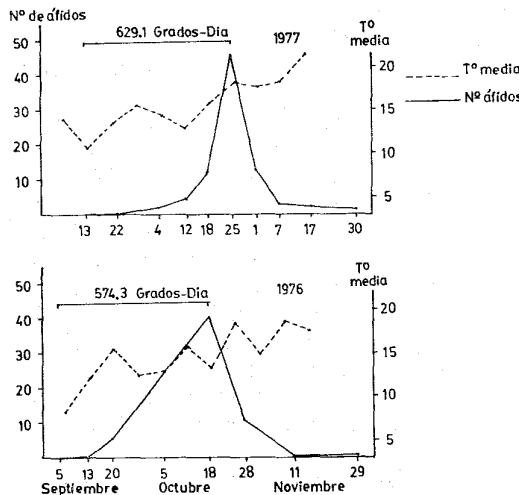 Nº de áfidos
629.1 Grados-Dia
1977
Tº
media
50
40
30
20
10
20
15
10
5
Tº media
Nº áfidos
13 22 4 12 18 25 1 7 17 30
574.3 Grados-Dia
1976
Tº
media
50
40
30
20
10
20
15
10
5
5 13 20 5 18 28 11 29
Septiembre Octubre Noviembre